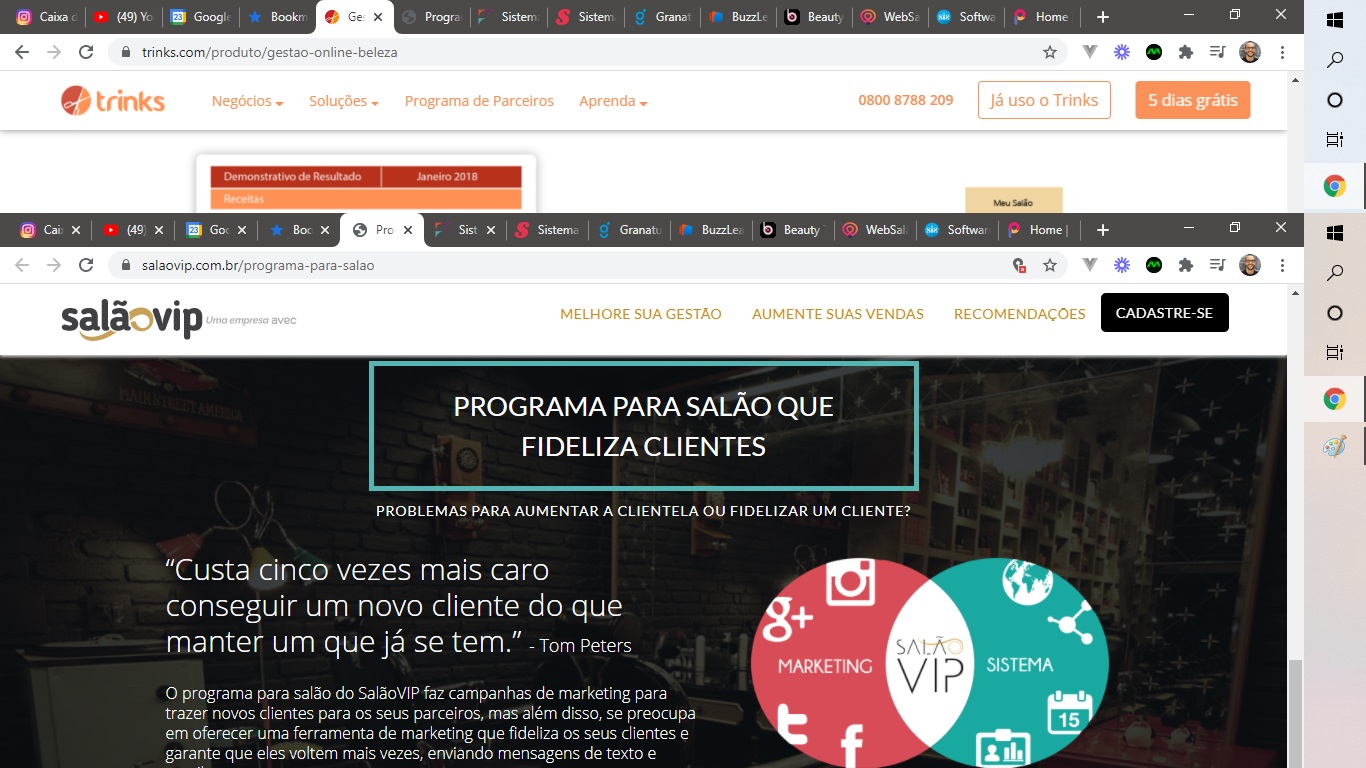 Caixa d
(49) Yo
Google
Bookm
Ges
Progra
Sistema
Sistema
Granat
BuzzLe
Beauty
WebSa
Softwa
Home
trinks.com/produto/gestao-online-beleza
trinks
Negócios
Soluções
Programa de Parceiros
Aprenda
0800 8788 209
Já uso o Trinks
5 dias grátis
Demonstrativo de Resultado
Janeiro 2018
Receitas
Meu Salão
Caix
(49)
Goo
Boo
Pro
Sist
Sistema
Granatu
BuzzLea
Beauty T
WebSala
Softwar
Home |
salaovip.com.br/programa-para-salao
salãovip Uma empresa avec
MELHORE SUA GESTÃO
AUMENTE SUAS VENDAS
RECOMENDAÇÕES
CADASTRE-SE
MAIN STREET AMERICA
PROGRAMA PARA SALÃO QUE
FIDELIZA CLIENTES
PROBLEMAS PARA AUMENTAR A CLIENTELA OU FIDELIZAR UM CLIENTE?
“Custa cinco vezes mais caro
conseguir um novo cliente do que
manter um que já se tem.” - Tom Peters
O programa para salão do SalãoVIP faz campanhas de marketing para
trazer novos clientes para os seus parceiros, mas além disso, se preocupa
em oferecer uma ferramenta de marketing que fideliza os seus clientes e
garante que eles voltem mais vezes, enviando mensagens de texto e
g+
MARKETING
SALÃO
VIP
SISTEMA
15